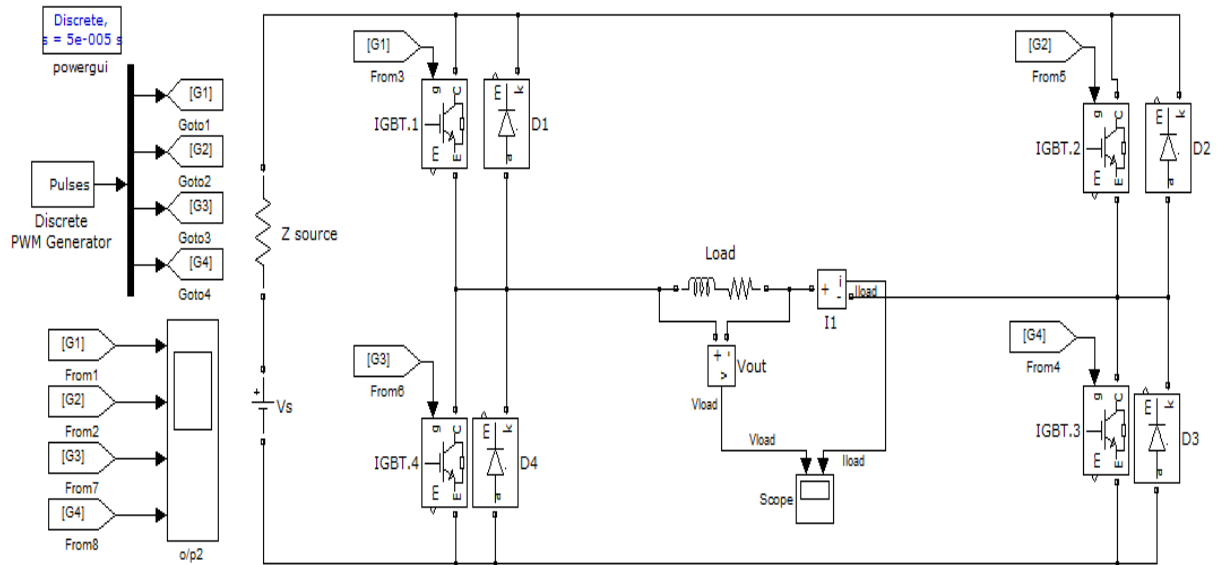 Discrete,
s = 5e-005 s
powergui
[G1]
Goto1
[G2]
Goto2
[G3]
Goto3
[G4]
Goto4
Pulses
Discrete
PWM Generator
[G1]
From1
[G2]
From2
[G3]
From7
[G4]
From8
o/p2
Z source
+
Vs
[G1]
From3
g
C
m
E
IGBT.1
m
k
a
D1
[G2]
From5
g
C
m
E
IGBT.2
m
k
a
D2
Load
+
i
-
Iload
I1
+
-
v
Vout
Vload
Vload
Iload
Scope
[G3]
From6
g
C
m
E
IGBT.4
m
k
a
D4
[G4]
From4
g
C
m
E
IGBT.3
m
k
a
D3